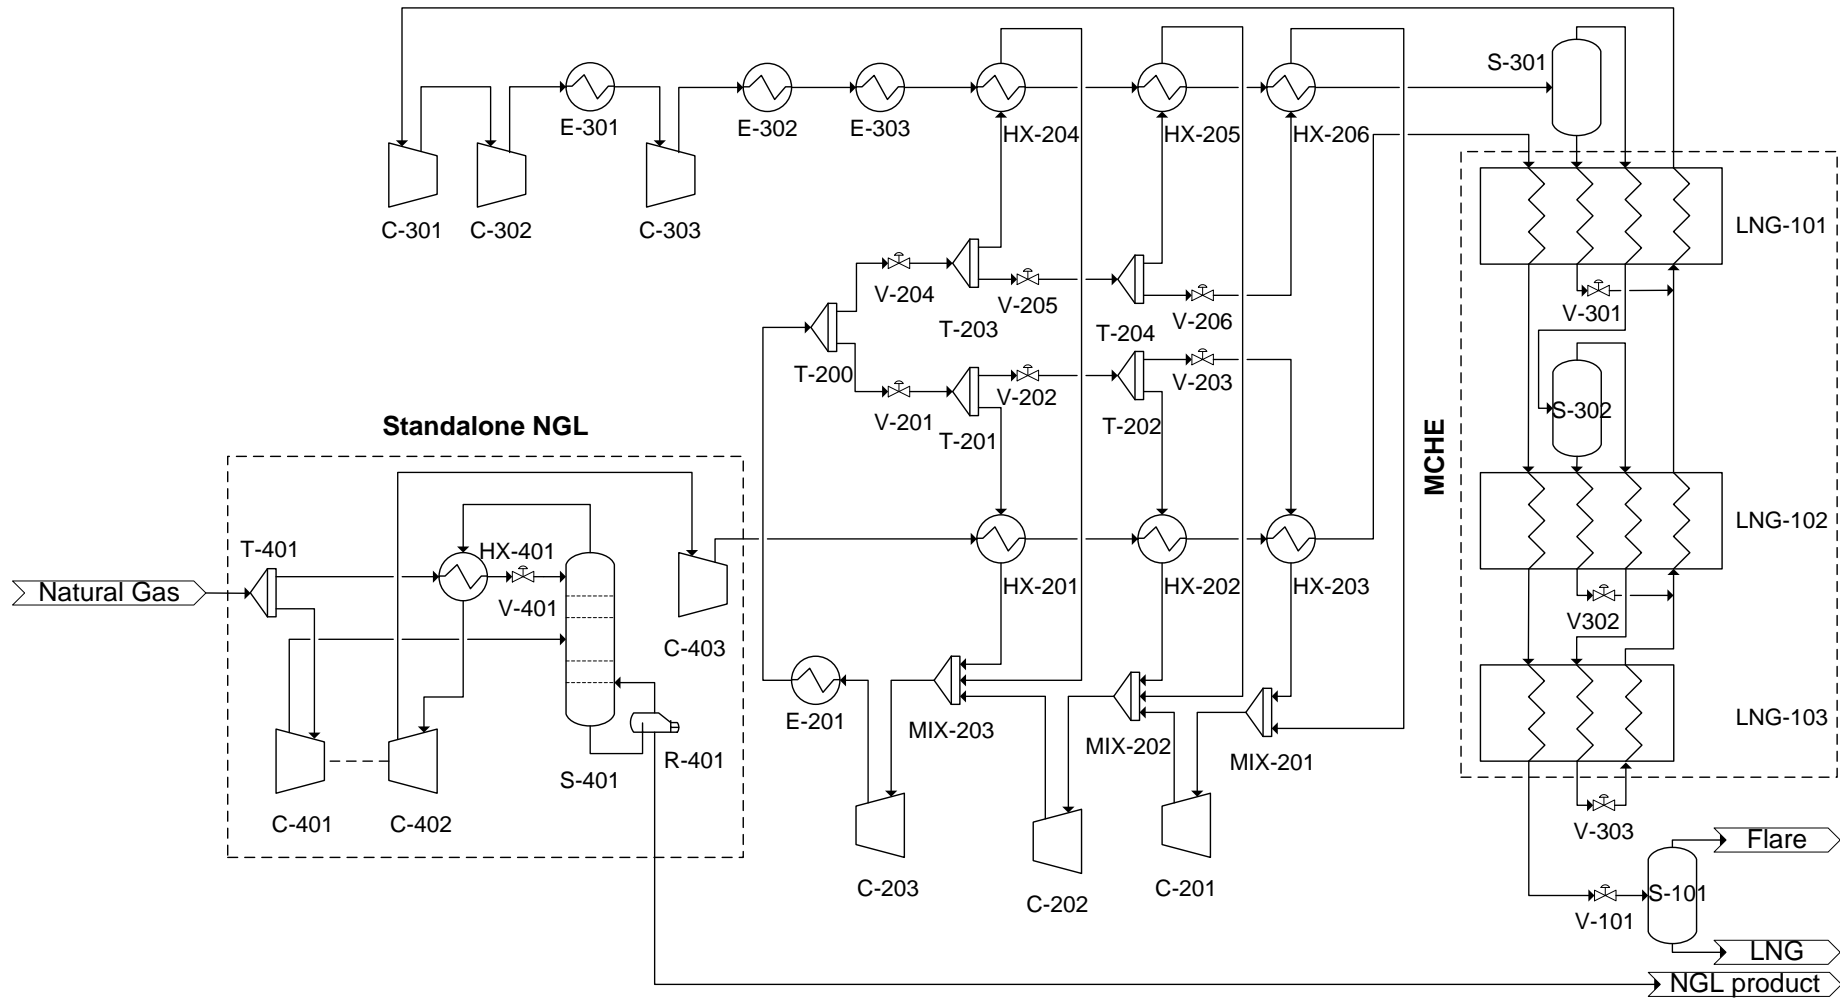 S-301
E-301
E-302
E-303
HX-204
HX-205
HX-206
C-301
C-302
C-303
LNG-101
V-204
V-205
V-206
V-301
T-203
T-204
T-200
V-201
V-202
V-203
T-201
T-202
S-302
MCHE
Standalone NGL
LNG-102
T-401
HX-401
V-401
Natural Gas
HX-201
HX-202
HX-203
V302
C-403
E-201
MIX-203
MIX-202
MIX-201
LNG-103
S-401
R-401
C-401
C-402
V-303
Flare
C-203
C-202
C-201
V-101
S-101
LNG
NGL product